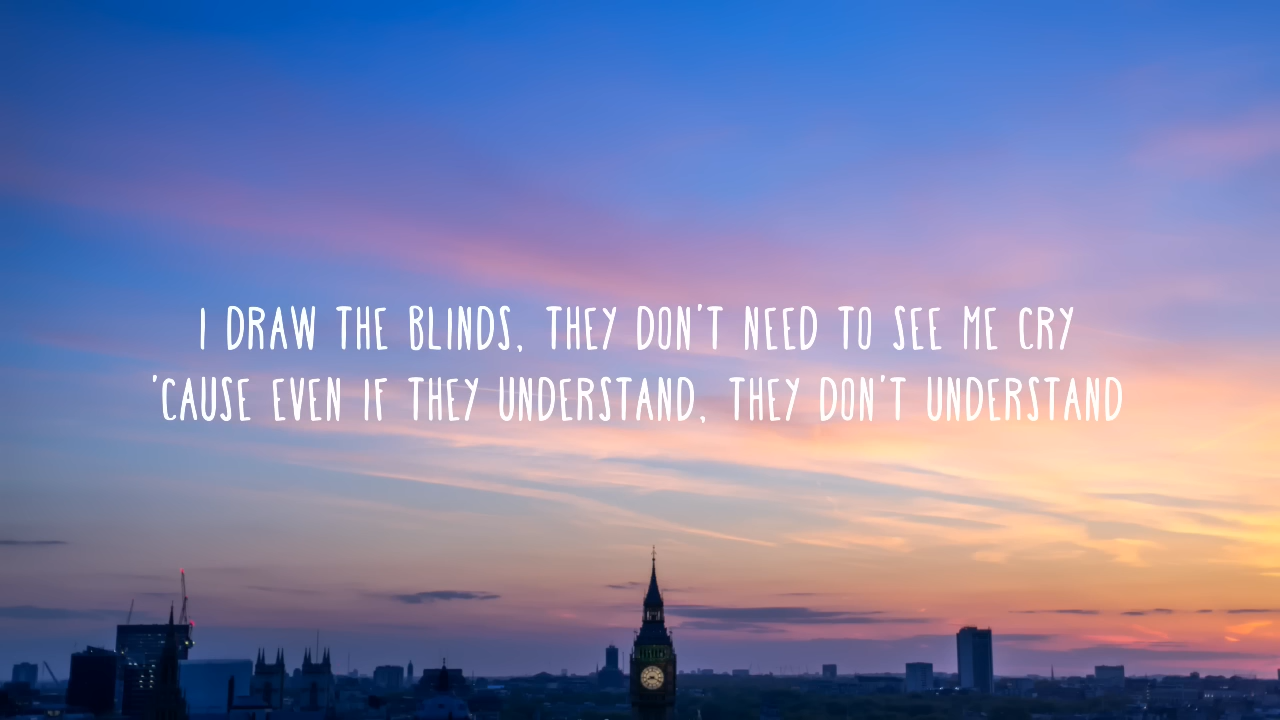 I DRAW THE BLINDS, THEY DON'T NEED TO SEE ME CRY
'CAUSE EVEN IF THEY UNDERSTAND, THEY DON'T UNDERSTAND